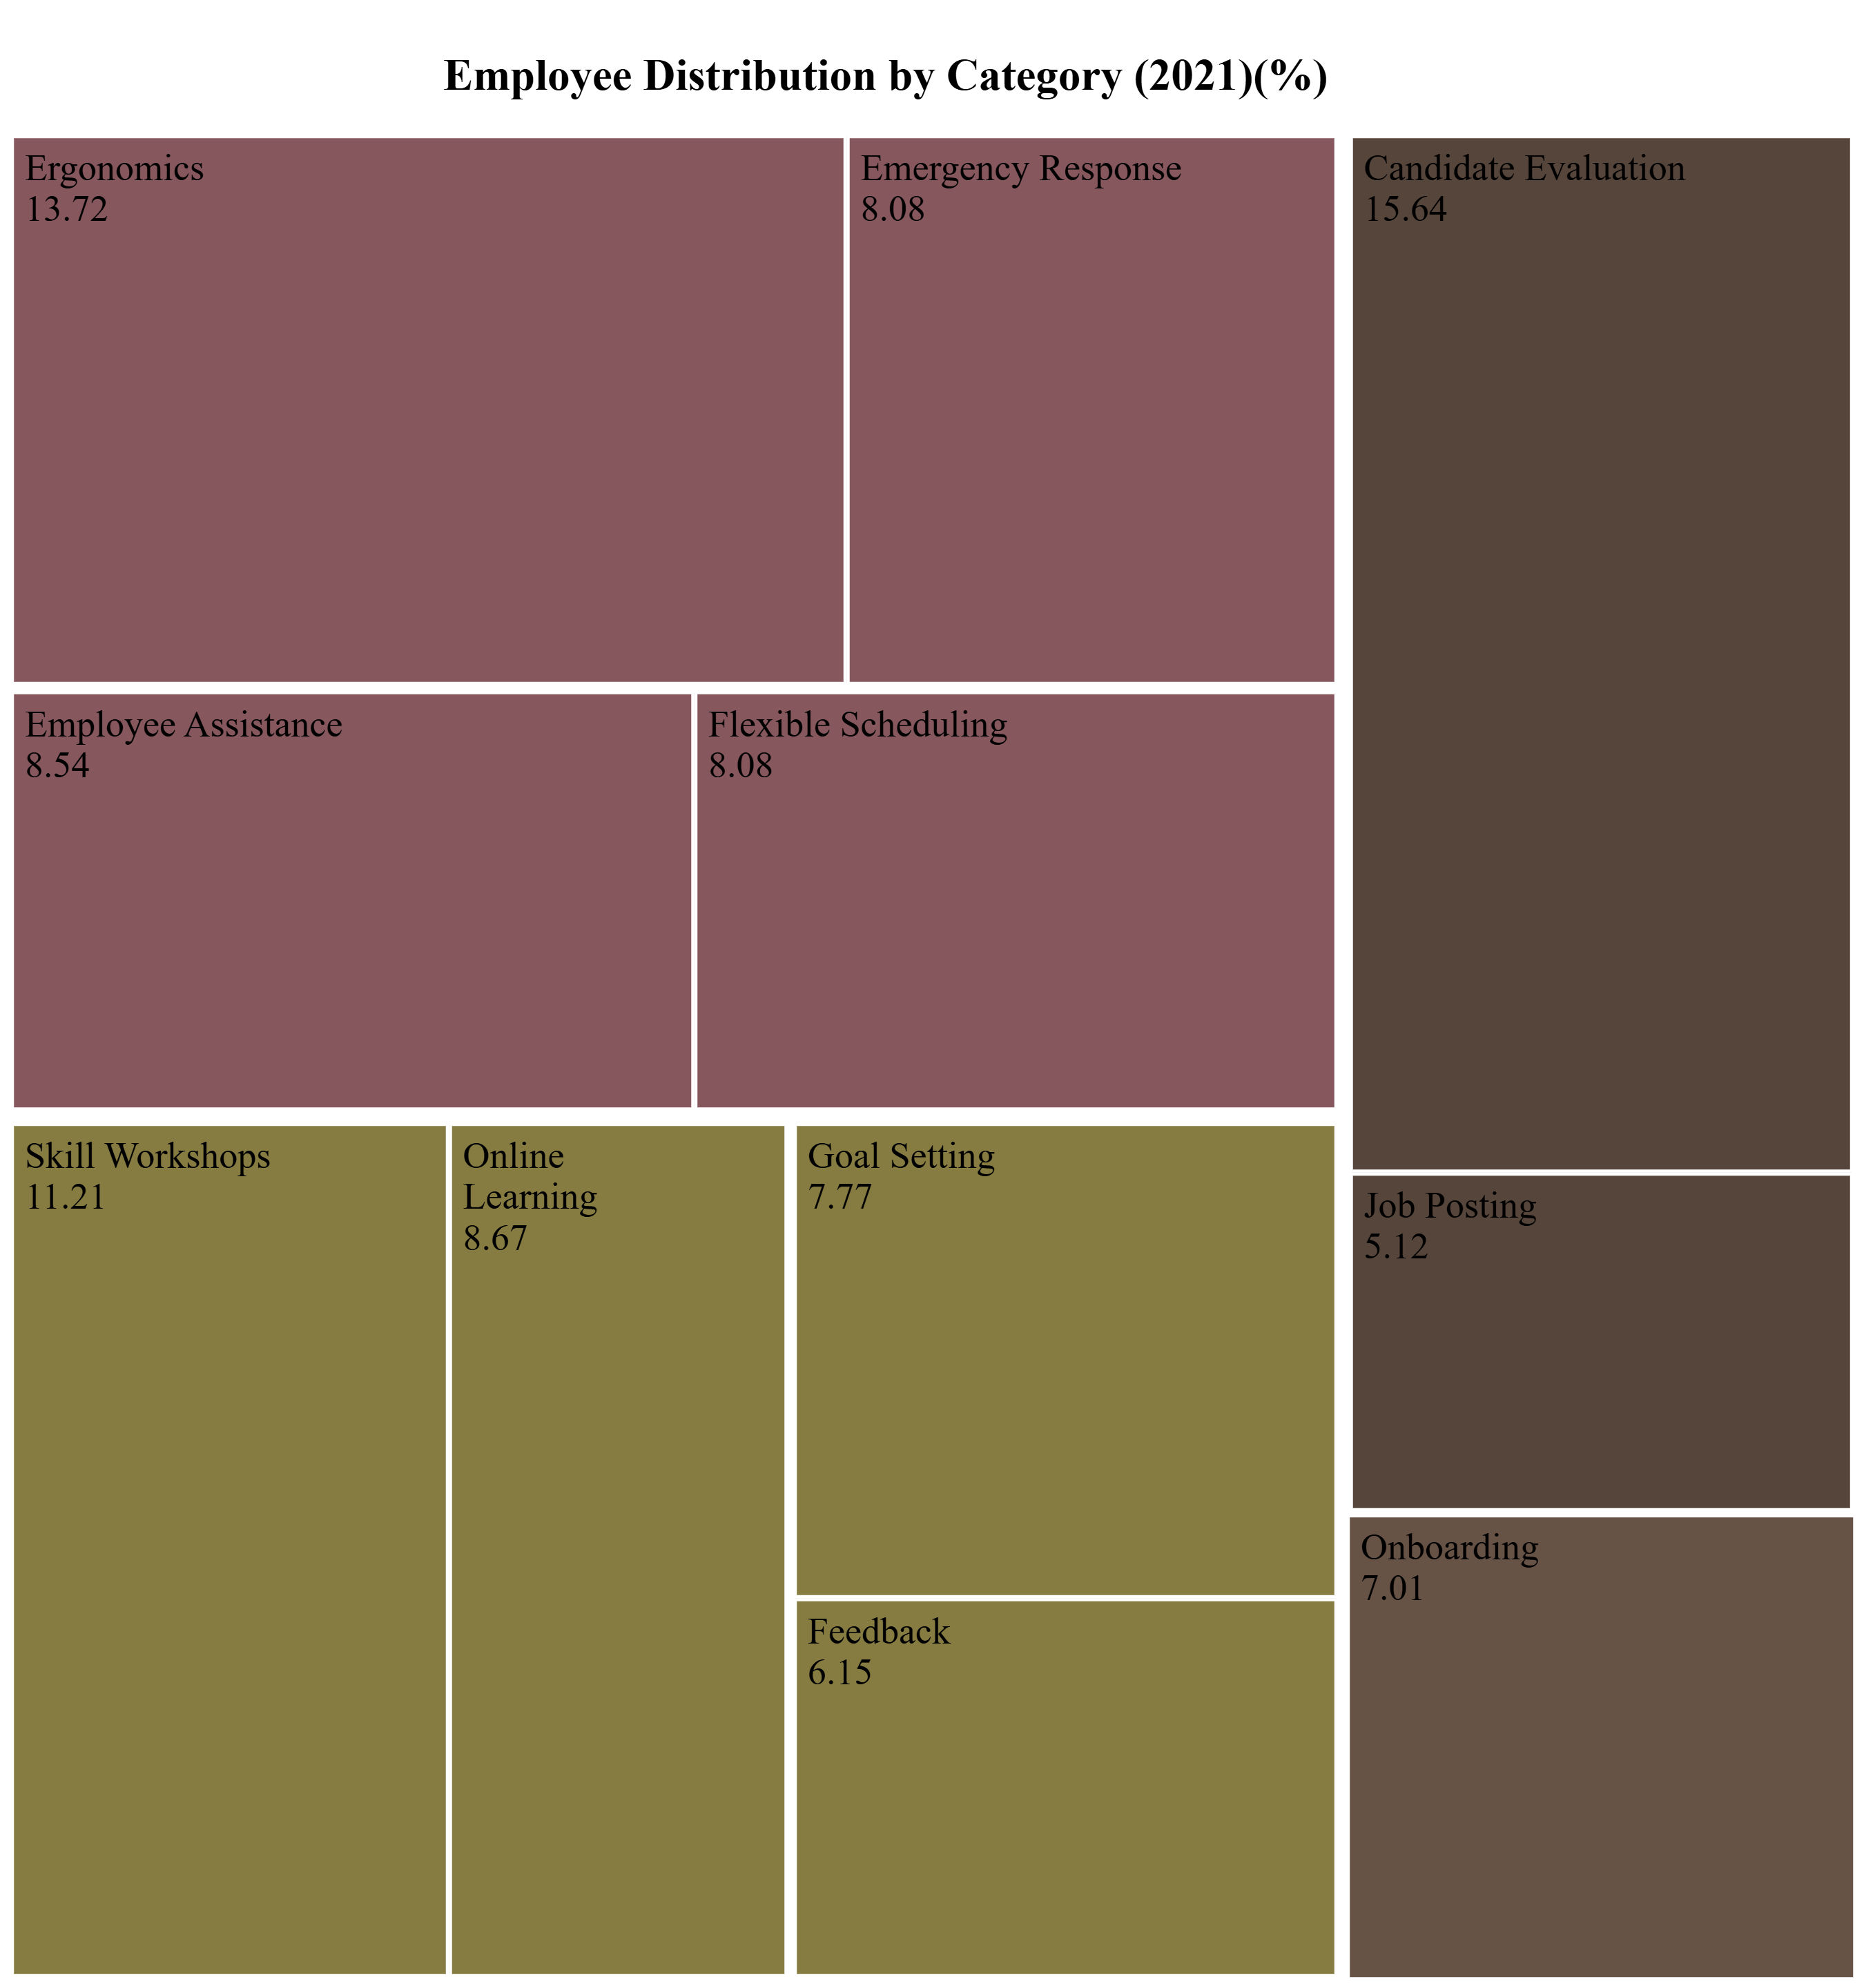 Employee Distribution by Category (2021)(%)
Ergonomics
13.72
Emergency Response
8.08
Candidate Evaluation
15.64
Employee Assistance
8.54
Flexible Scheduling
8.08
Skill Workshops
11.21
Online
Learning
8.67
Goal Setting
7.77
Job Posting
5.12
Onboarding
7.01
Feedback
6.15